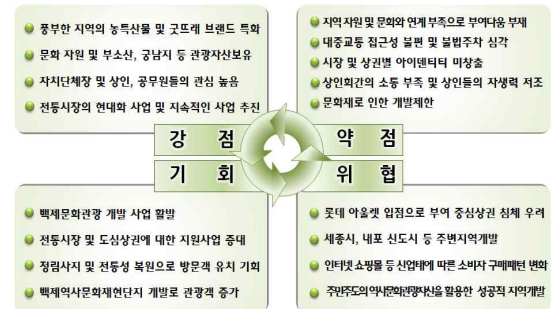 풍부한 지역의 농특산물 및 굿뜨래 브랜드 특화
문화 자원 및 부소산, 궁남지 등 관광자산보유
자치단체장 및 상인, 공무원들의 관심 높음
전통시장의 현대화 사업 및 지속적인 사업 추진
지역 자원 및 문화와 연계 부족으로 부여다움 부재
대중교통 접근성 불편 및 불법주차 심각
시장 및 상권별 아이덴티티 미창출
상인회간의 소통 부족 및 상인들의 자생력 저조
문화재로 인한 개발제한
강 점
약 점
기 회
위 협
백제문화관광 개발 사업 활발
전통시장 및 도심상권에 대한 지원사업 증대
정림사지 및 전통성 복원으로 방문객 유치 기회
백제역사문화재현단지 개발로 관광객 증가
롯데 아울렛 입점으로 부여 중심상권 침체 우려
세종시, 내포 신도시 등 주변지역개발
인터넷 쇼핑몰 등 신업태에 따른 소비자 구매패턴 변화
주민주도의 역사문화관광자산을 활용한 성공적 지역개발